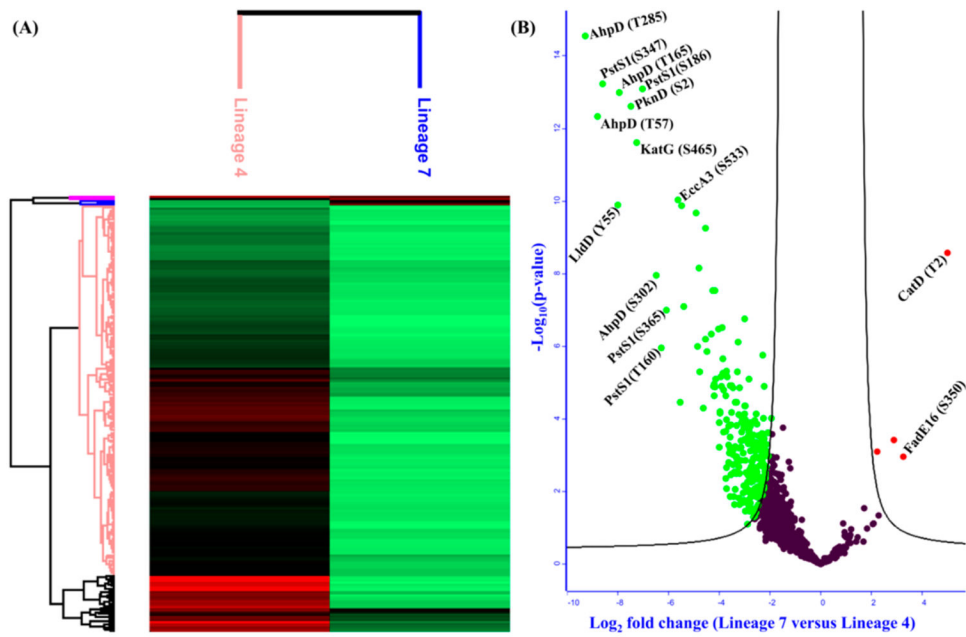 (A)
Lineage 4
Lineage 7
(B)
-Log10(p-value)
14
12
10
8
6
4
2
0
AhpD (T285)
PstS1(S347)
AhpD (T165)
PstS1(S186)
PknD (S2)
AhpD (T57)
KatG (S465)
EccA3 (S533)
LldD (Y55)
CatD (T2)
AhpD (S302)
PstS1(S365)
PstS1(T160)
FadE16 (S350)
-10 -8 -6 -4 -2 0 2 4
Log2 fold change (Lineage 7 versus Lineage 4)